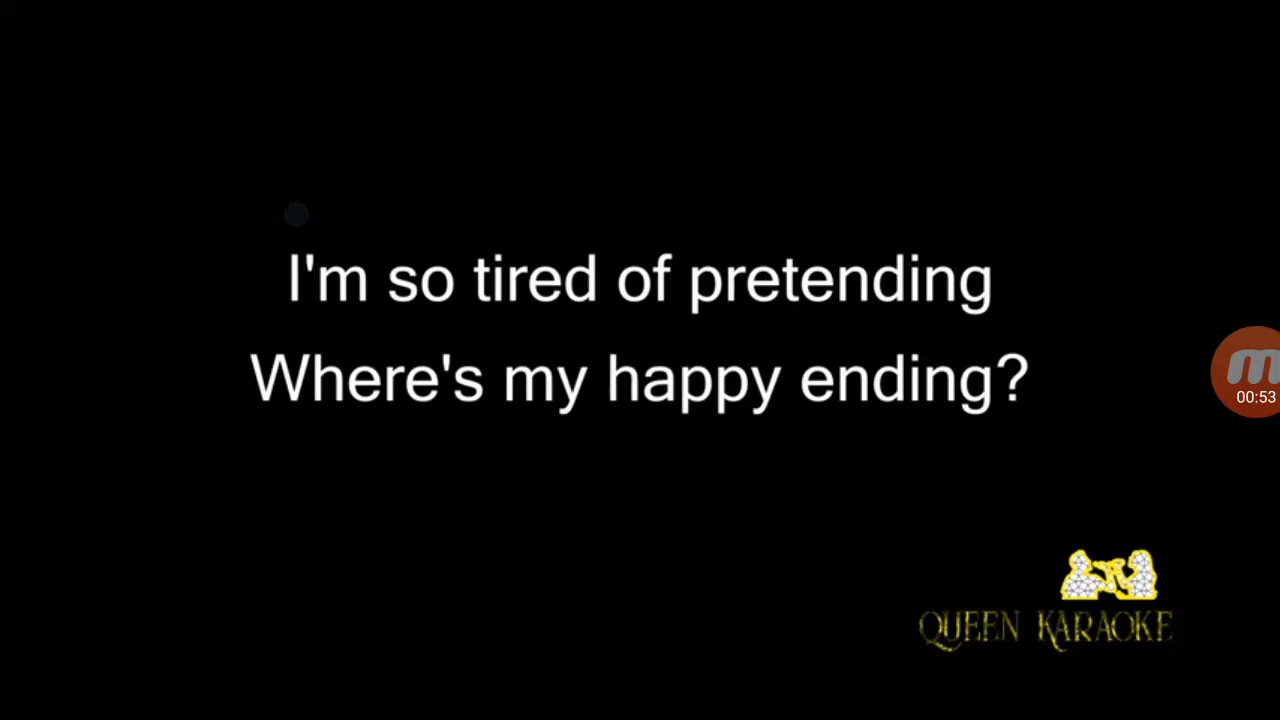 I'm so tired of pretending
Where's my happy ending?
00:53
QUEEN KARAOKE